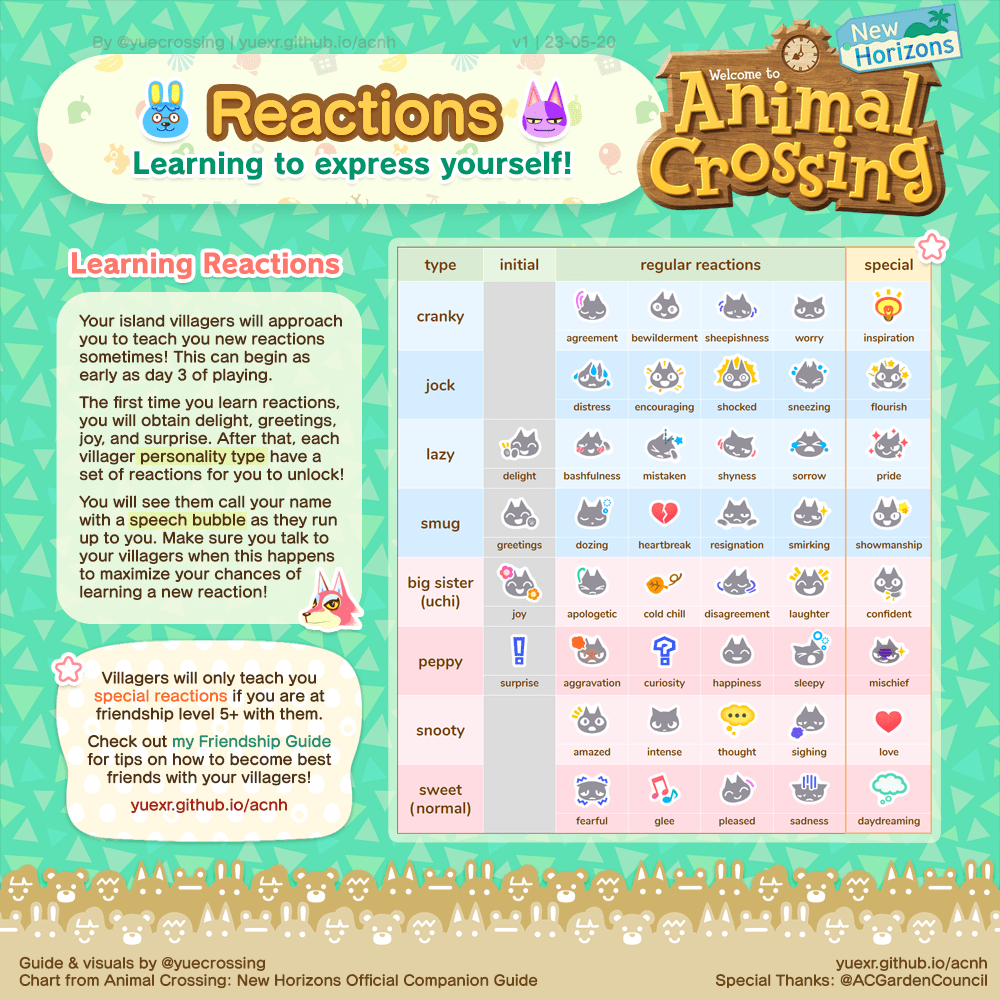 By @yuecrossing | yuexr.github.io/acnh
v1 | 23-05-20
New
Horizons
Welcome to
Animal
Crossing
Reactions
Learning to express yourself!
Learning Reactions
Your island villagers will approach
you to teach you new reactions
sometimes! This can begin as
early as day 3 of playing.
The first time you learn reactions,
you will obtain delight, greetings,
joy, and surprise. After that, each
villager personality type have a
set of reactions for you to unlock!
You will see them call your name
with a speech bubble as they run
up to you. Make sure you talk to
your villagers when this happens
to maximize your chances of
learning a new reaction!
Villagers will only teach you
special reactions if you are at
friendship level 5+ with them.
Check out my Friendship Guide
for tips on how to become best
friends with your villagers!
yuexr.github.io/acnh
type initial regular reactions special
cranky
agreement bewilderment sheepishness worry inspiration
jock
distress encouraging shocked sneezing flourish
lazy
delight bashfulness mistaken shyness sorrow pride
smug
greetings dozing heartbreak resignation smirking showmanship
big sister
(uchi)
joy apologetic cold chill disagreement laughter confident
peppy
surprise aggravation curiosity happiness sleepy mischief
snooty
amazed intense thought sighing love
sweet
(normal)
fearful glee pleased sadness daydreaming
Guide & visuals by @yuecrossing
Chart from Animal Crossing: New Horizons Official Companion Guide
yuexr.github.io/acnh
Special Thanks: @ACGardenCouncil